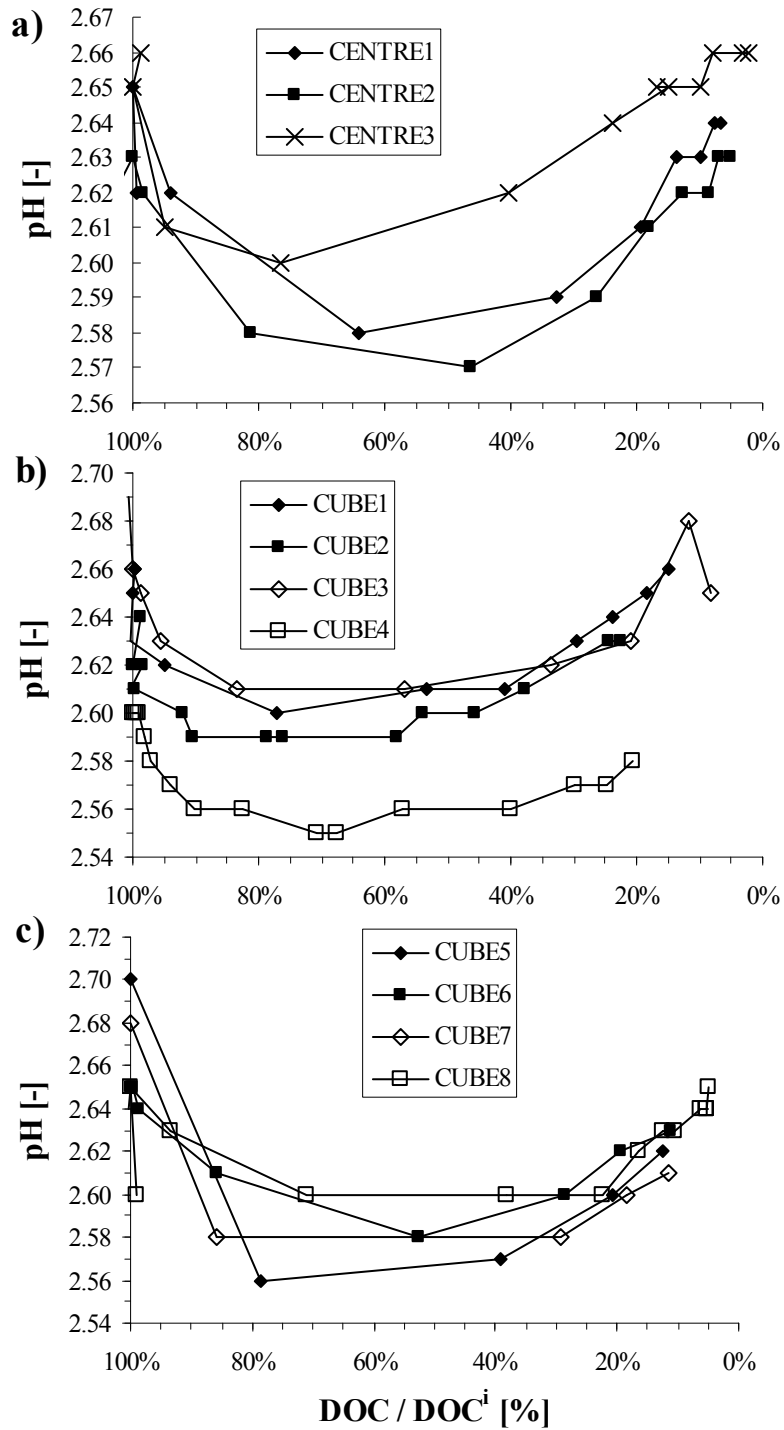 a)
2.67
2.66
2.65
2.64
2.63
2.62
2.61
2.60
2.59
2.58
2.57
2.56
pH [-]
CENTRE1
CENTRE2
CENTRE3
100% 80% 60% 40% 20% 0%
b)
2.70
2.68
2.66
2.64
2.62
2.60
2.58
2.56
2.54
pH [-]
CUBE1
CUBE2
CUBE3
CUBE4
100% 80% 60% 40% 20% 0%
c)
2.72
2.70
2.68
2.66
2.64
2.62
2.60
2.58
2.56
2.54
pH [-]
CUBE5
CUBE6
CUBE7
CUBE8
100% 80% 60% 40% 20% 0%
DOC / DOCⁱ [%]